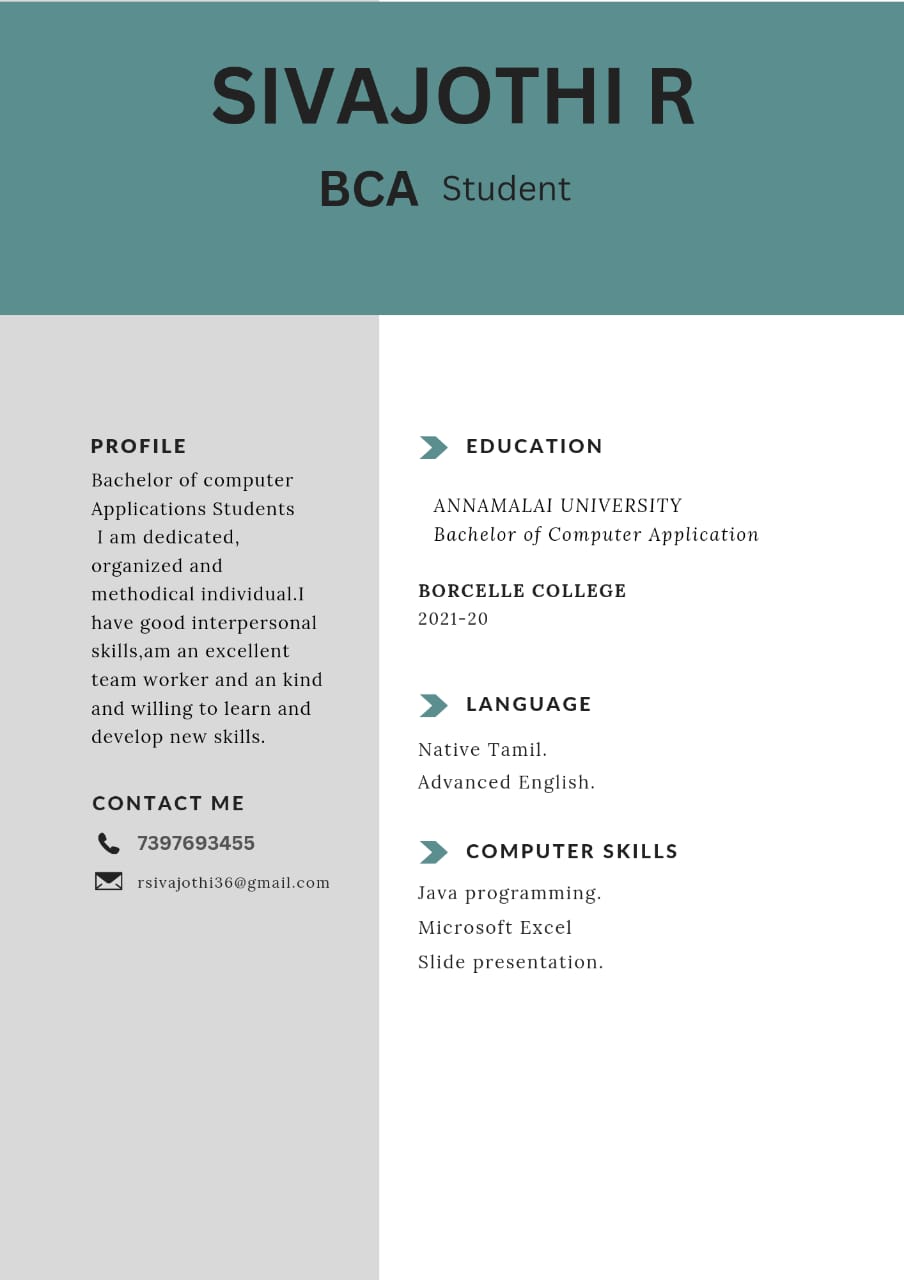 SIVAJOTHI R
BCA Student
PROFILE
Bachelor of computer
Applications Students
I am dedicated,
organized and
methodical individual.I
have good interpersonal
skills,am an excellent
team worker and an kind
and willing to learn and
develop new skills.
CONTACT ME
7397693455
rsivajothi36@gmail.com
EDUCATION
ANNAMALAI UNIVERSITY
Bachelor of Computer Application
BORCELLE COLLEGE
2021-20
LANGUAGE
Native Tamil.
Advanced English.
COMPUTER SKILLS
Java programming.
Microsoft Excel
Slide presentation.